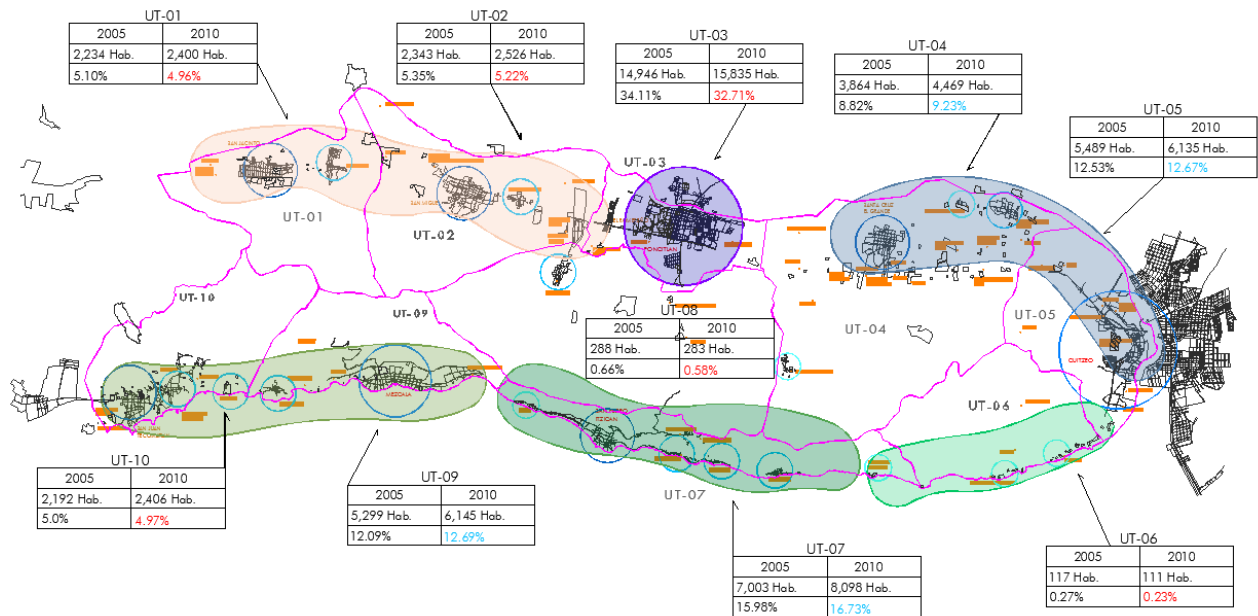 UT-01
2005 2010
2,234 Hab. 2,400 Hab.
5.10% 4.96%
UT-02
2005 2010
2,343 Hab. 2,526 Hab.
5.35% 5.22%
UT-03
2005 2010
14,946 Hab. 15,835 Hab.
34.11% 32.71%
UT-04
2005 2010
3,864 Hab. 4,469 Hab.
8.82% 9.23%
UT-05
2005 2010
5,489 Hab. 6,135 Hab.
12.53% 12.67%
UT-03
UT-01
UT-02
SANTA CRUZ
EL GRANDE
UT-10
UT-09
UT-08
2005 2010
288 Hab. 283 Hab.
0.66% 0.58%
UT-04
UT-05
CUITZEO
MEZCALA
UT-06
UT-07
UT-10
2005 2010
2,192 Hab. 2,406 Hab.
5.0% 4.97%
UT-09
2005 2010
5,299 Hab. 6,145 Hab.
12.09% 12.69%
UT-07
2005 2010
7,003 Hab. 8,098 Hab.
15.98% 16.73%
UT-06
2005 2010
117 Hab. 111 Hab.
0.27% 0.23%